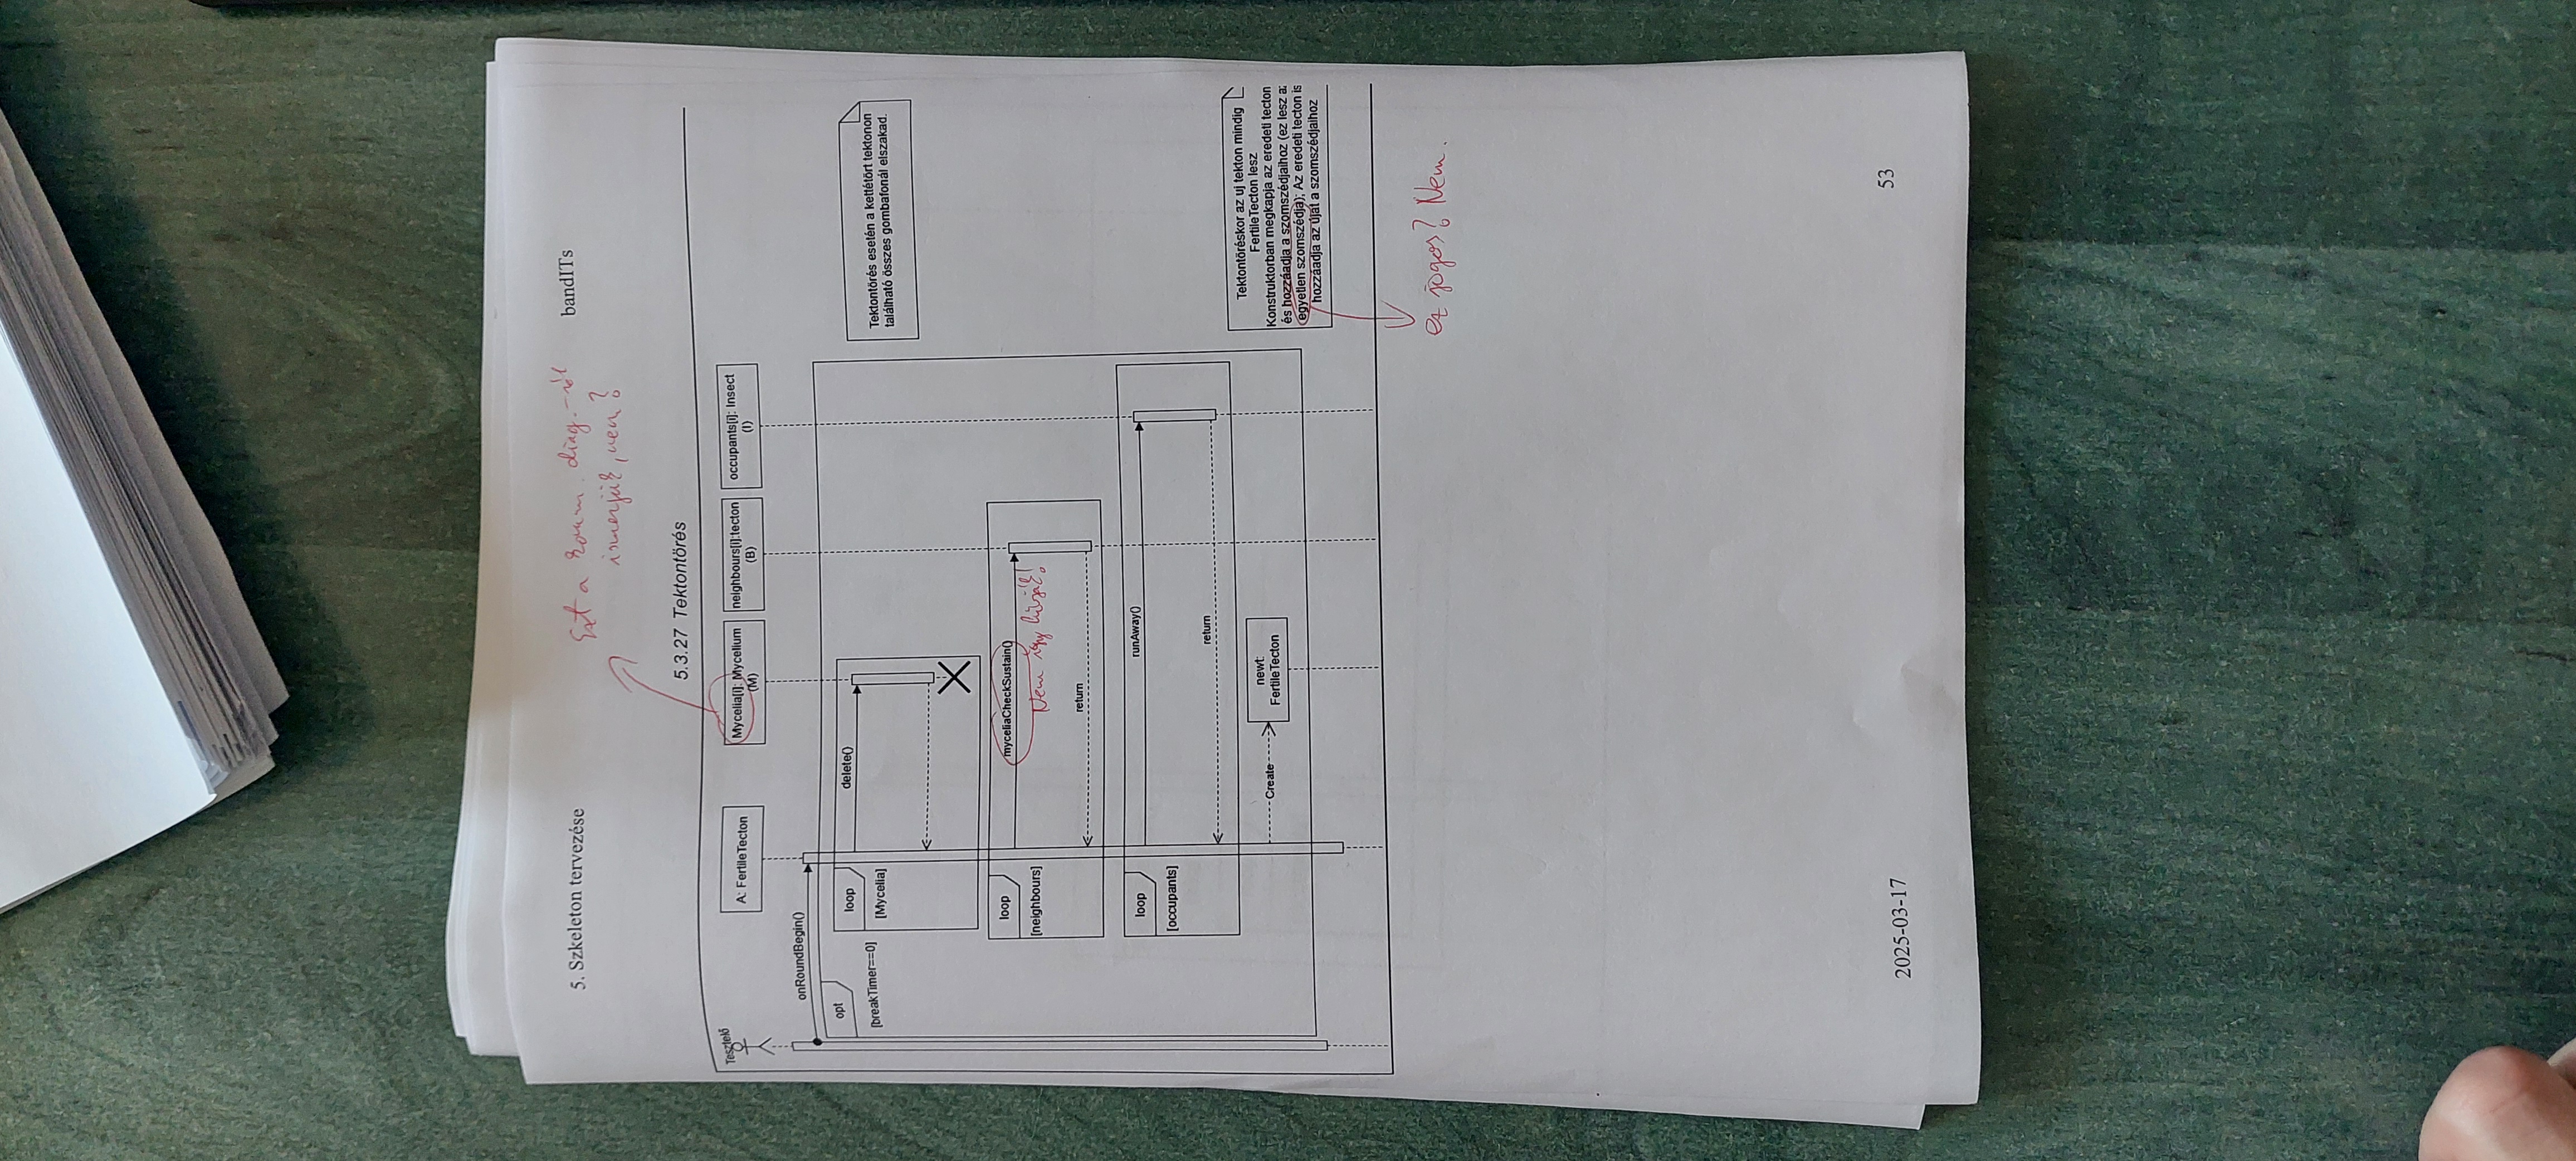 5. Szkeleton tervezése
bandITs
Ezt a komm. diag.-ról
ismerjük, nem?
5.3.27 Tektontörés
Tesztelő
A: FertileTecton
Mycelia[i]: Mycelium
(M)
neighbours[i]:tecton
(B)
occupants[i]: Insect
(I)
onRoundBegin()
opt
[breakTimer==0]
loop
[Mycelia]
delete()
Tektontörés esetén a kettétört tektonon
található összes gombafonál elszakad.
loop
[neighbours]
myceliaCheckSustain()
Nem így hívják!
return
loop
[occupants]
runAway()
return
Create
newt:
FertileTecton
Tektontöréskor az uj tekton mindig
FertileTecton lesz
Konstruktorban megkapja az eredeti tecton
és hozzáadja a szomszédjaihoz (ez lesz az
egyetlen szomszédja); Az eredeti tecton is
hozzáadja az újat a szomszédjaihoz
ez jogos? Nem.
2025-03-17
53